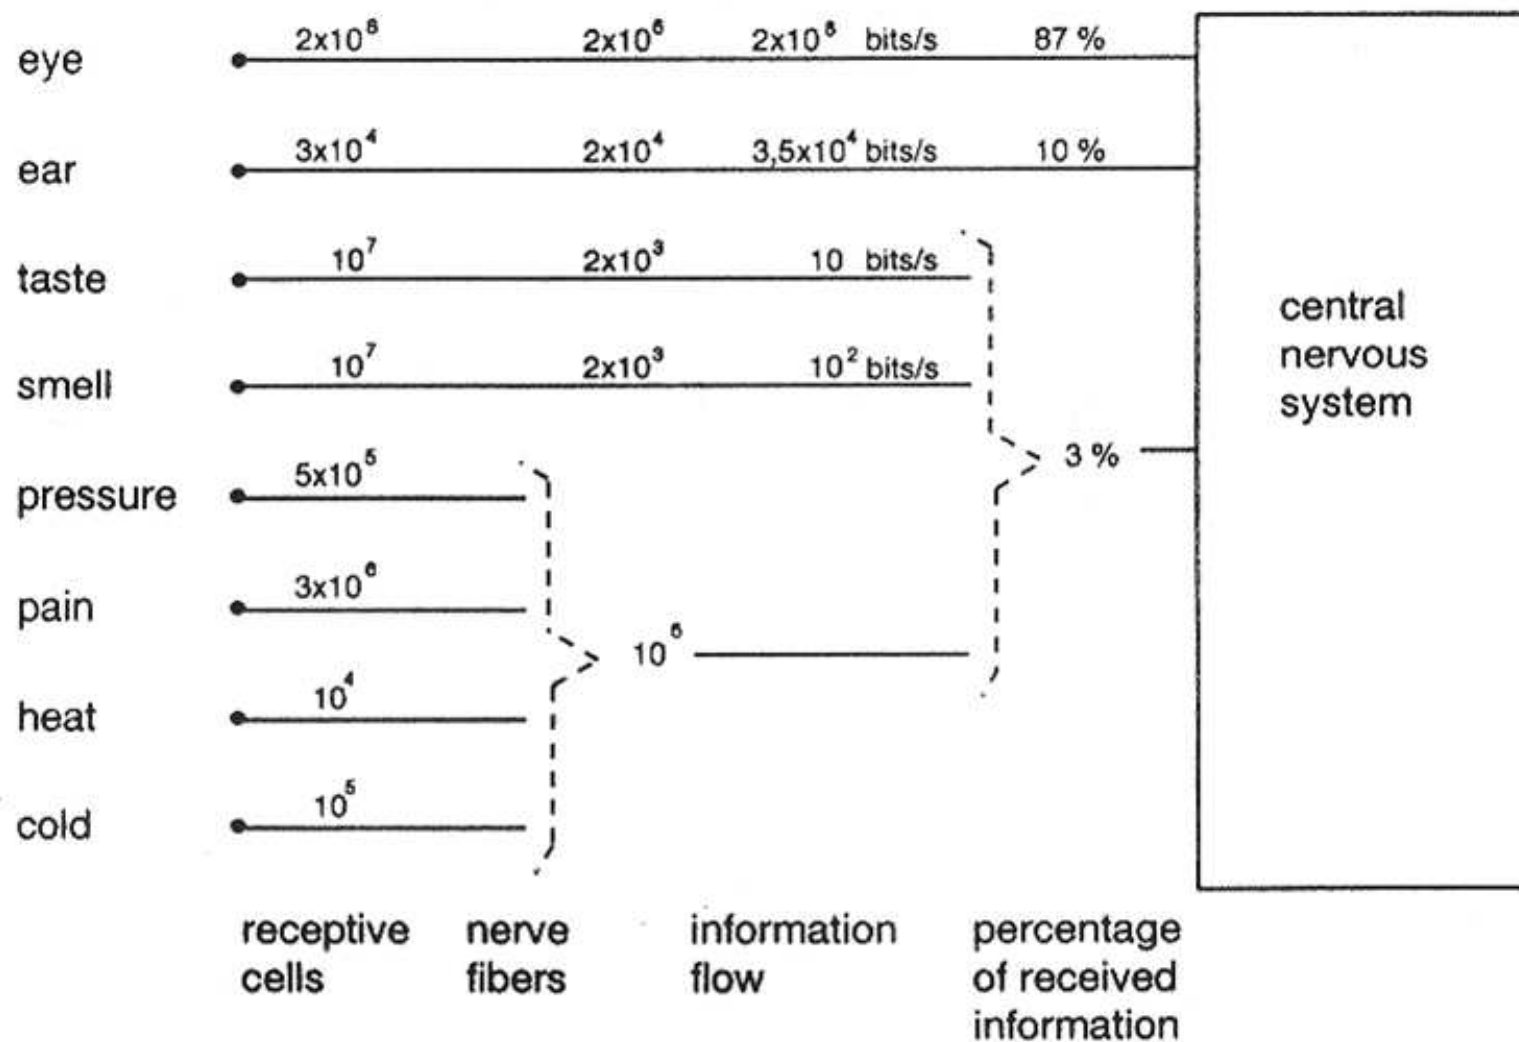 eye 2x10⁸ 2x10⁶ 2x10⁸ bits/s 87 %
ear 3x10⁴ 2x10⁴ 3,5x10⁴ bits/s 10 %
taste 10⁷ 2x10³ 10 bits/s
smell 10⁷ 2x10³ 10² bits/s
pressure 5x10⁵
3 %
pain 3x10⁶
10⁶
heat 10⁴
cold 10⁵
central
nervous
system
receptive
cells
nerve
fibers
information
flow
percentage
of received
information